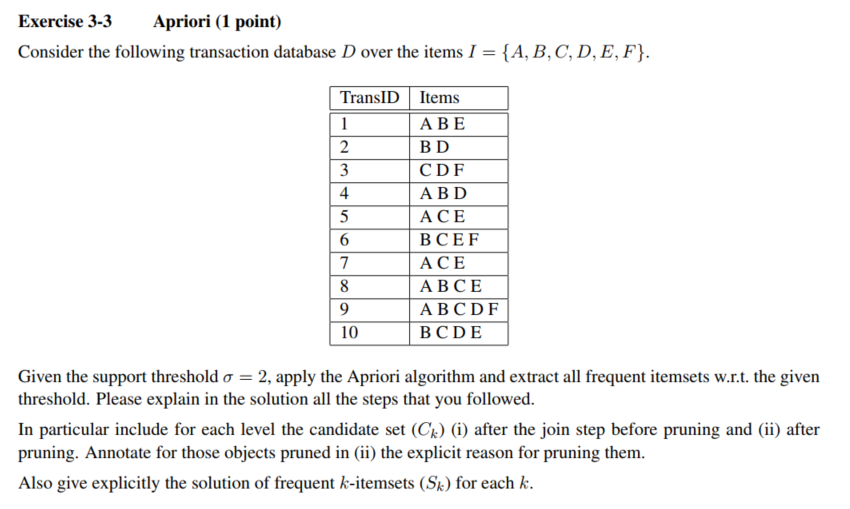 Exercise 3-3 Apriori (1 point)
Consider the following transaction database D over the items I = {A, B, C, D, E, F}.
TransID Items
1 A B E
2 B D
3 C D F
4 A B D
5 A C E
6 B C E F
7 A C E
8 A B C E
9 A B C D F
10 B C D E
Given the support threshold σ = 2, apply the Apriori algorithm and extract all frequent itemsets w.r.t. the given
threshold. Please explain in the solution all the steps that you followed.
In particular include for each level the candidate set (Cₖ) (i) after the join step before pruning and (ii) after
pruning. Annotate for those objects pruned in (ii) the explicit reason for pruning them.
Also give explicitly the solution of frequent k-itemsets (Sₖ) for each k.